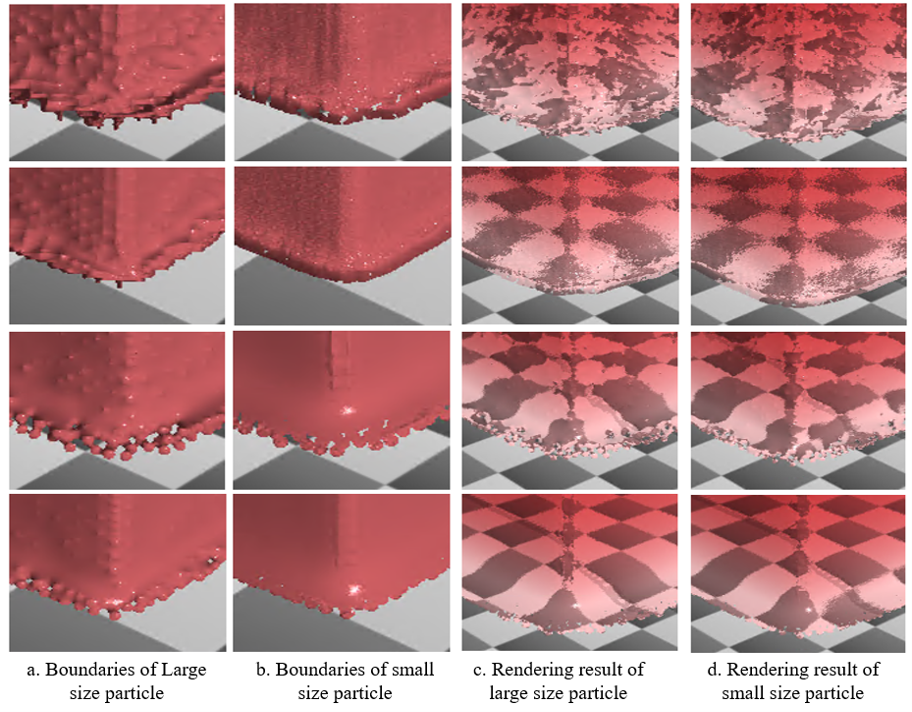 a. Boundaries of Large
size particle
b. Boundaries of small
size particle
c. Rendering result of
large size particle
d. Rendering result of
small size particle